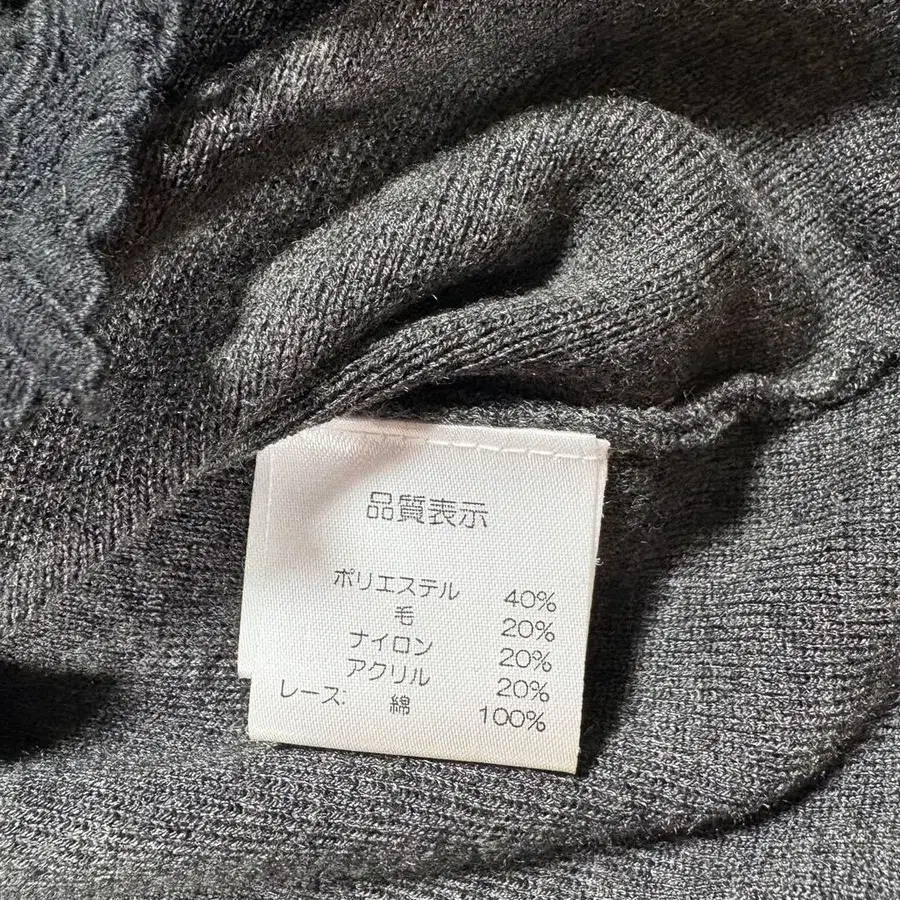 品質表示
ポリエステル 40%
毛 20%
ナイロン 20%
アクリル 20%
レース: 綿 100%